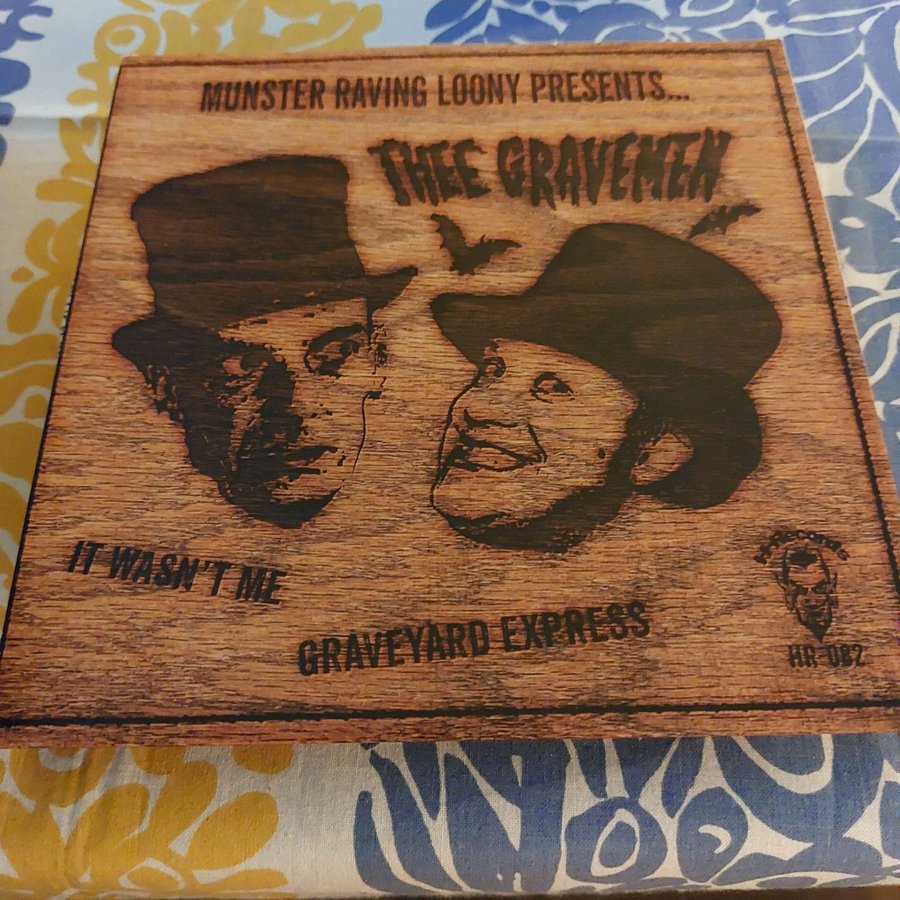 MUNSTER RAVING LOONY PRESENTS...
THEE GRAVEMEN
IT WASN'T ME
GRAVEYARD EXPRESS
HR-082